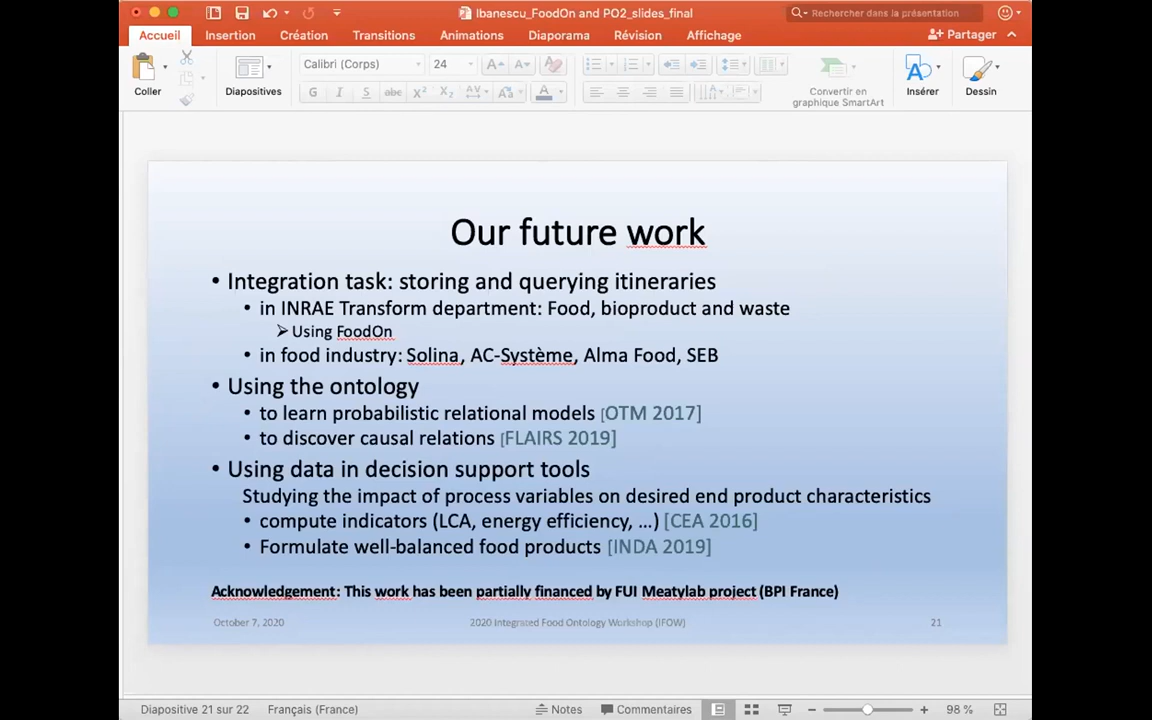 Ibanescu_FoodOn and PO2_slides_final
Rechercher dans la présentation
Accueil Insertion Création Transitions Animations Diaporama Révision Affichage
Partager
Calibri (Corps) 24
Coller Diapositives Convertir en graphique SmartArt Insérer Dessin
G I S abc X² X₂ AV Aa A
Our future work
• Integration task: storing and querying itineraries
• in INRAE Transform department: Food, bioproduct and waste
➢ Using FoodOn
• in food industry: Solina, AC-Système, Alma Food, SEB
• Using the ontology
• to learn probabilistic relational models [OTM 2017]
• to discover causal relations [FLAIRS 2019]
• Using data in decision support tools
Studying the impact of process variables on desired end product characteristics
• compute indicators (LCA, energy efficiency, …) [CEA 2016]
• Formulate well-balanced food products [INDA 2019]
Acknowledgement: This work has been partially financed by FUI Meatylab project (BPI France)
October 7, 2020 2020 Integrated Food Ontology Workshop (IFOW) 21
Diapositive 21 sur 22 Français (France) Notes Commentaires 98 %